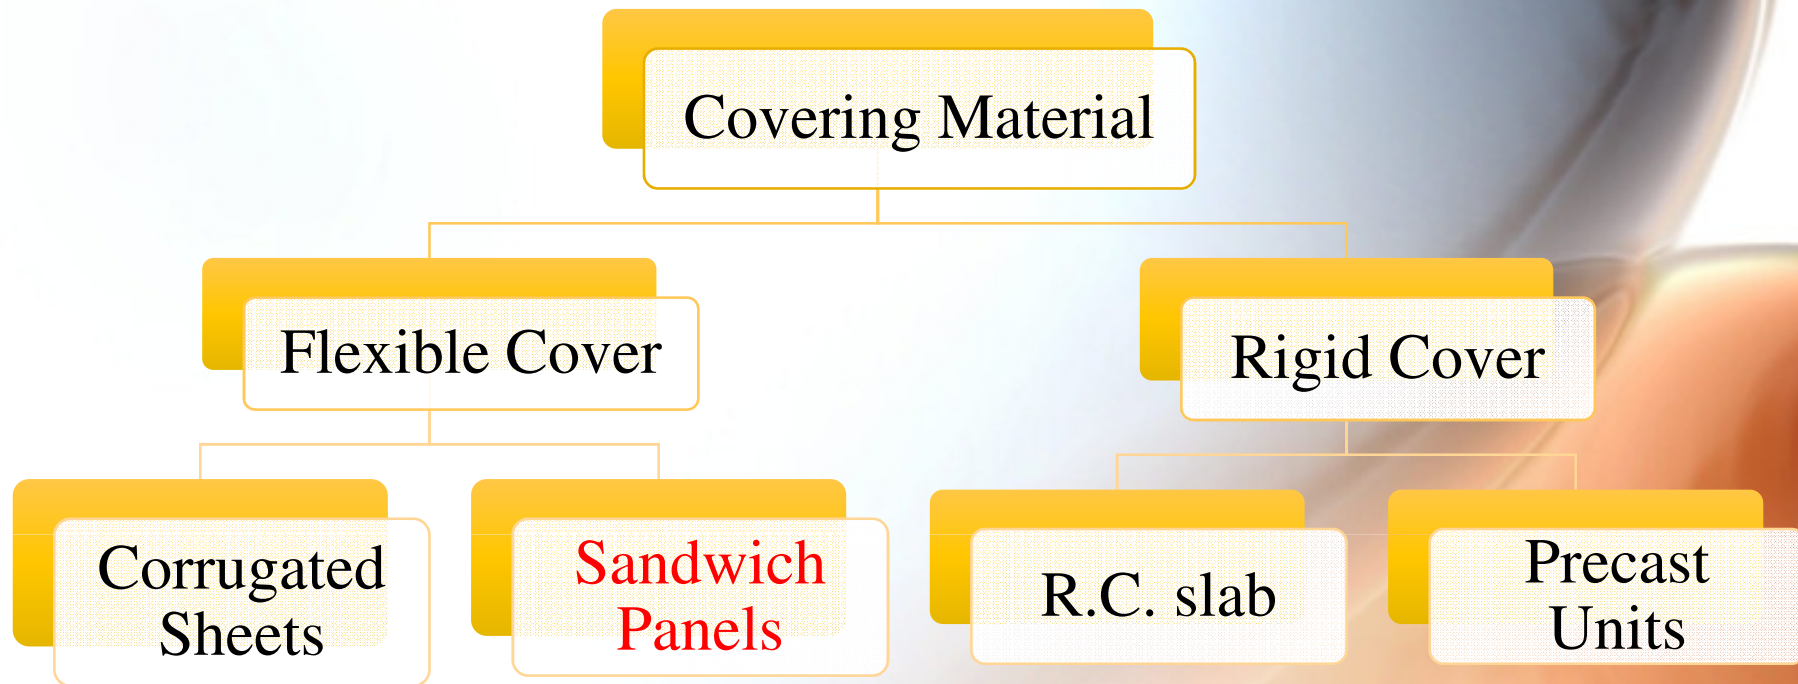 Covering Material
Flexible Cover
Rigid Cover
Corrugated
Sheets
Sandwich
Panels
R.C. slab
Precast
Units